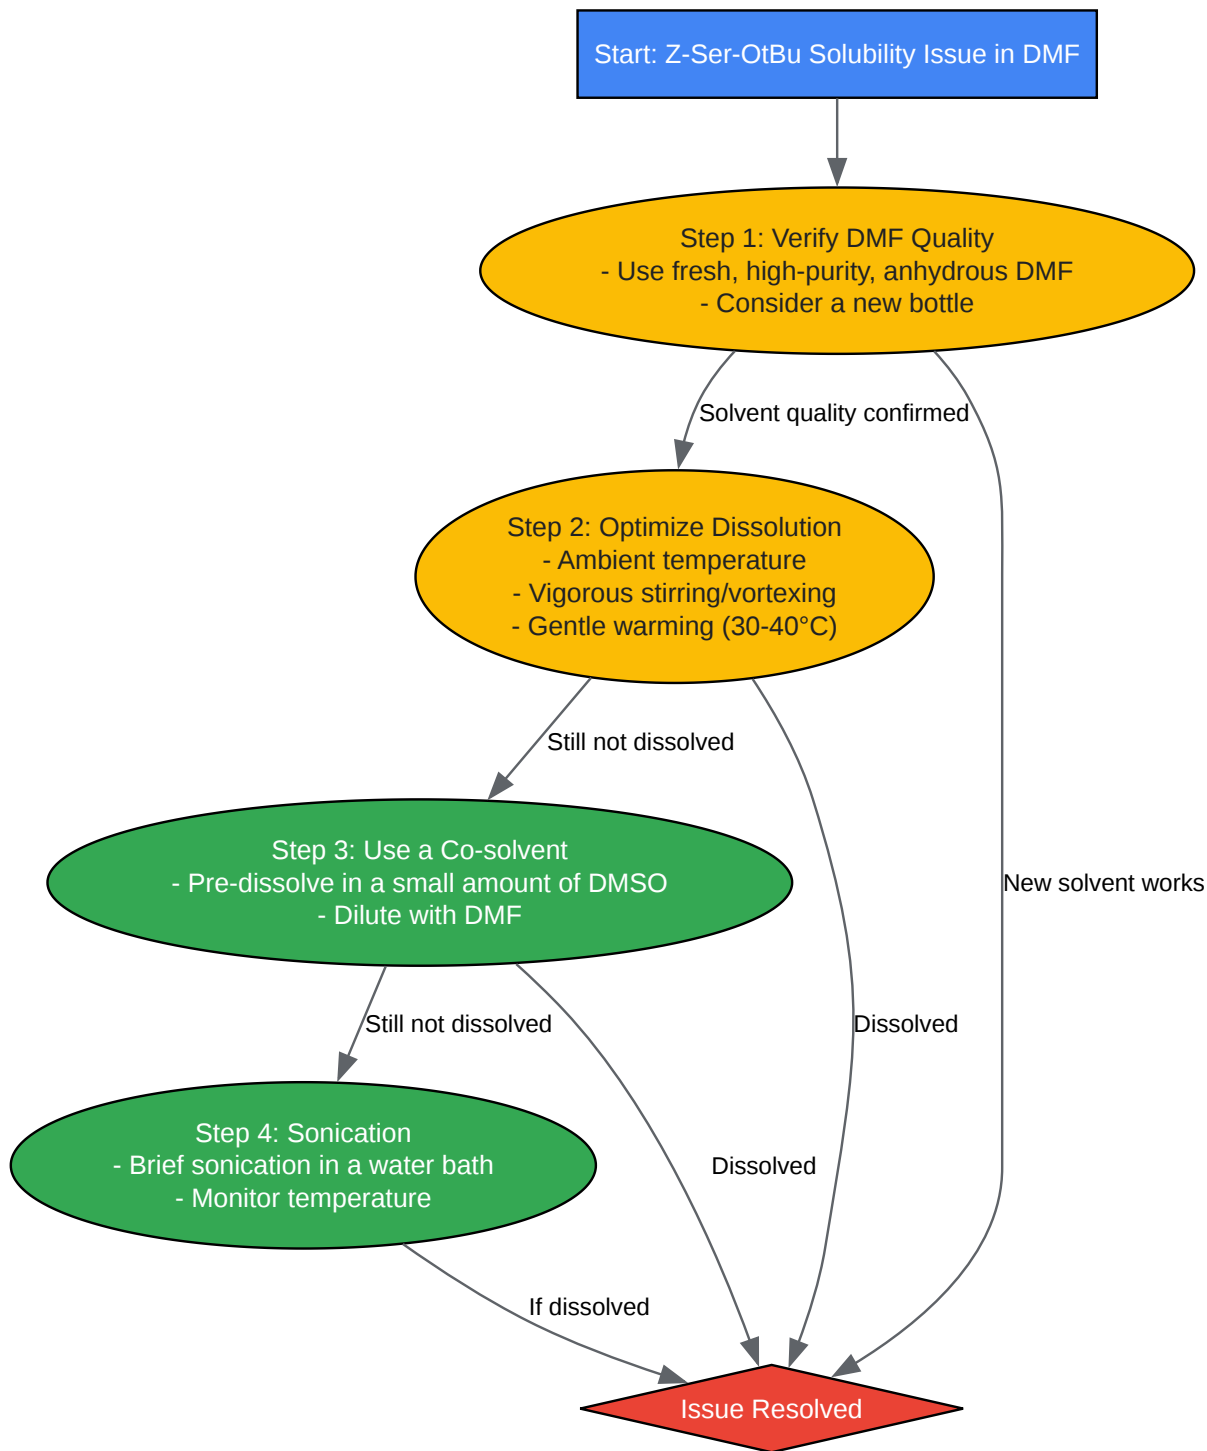 Start: Z-Ser-OtBu Solubility Issue in DMF
Step 1: Verify DMF Quality
- Use fresh, high-purity, anhydrous DMF
- Consider a new bottle
Solvent quality confirmed
Step 2: Optimize Dissolution
- Ambient temperature
- Vigorous stirring/vortexing
- Gentle warming (30-40°C)
Still not dissolved
Step 3: Use a Co-solvent
- Pre-dissolve in a small amount of DMSO
- Dilute with DMF
New solvent works
Still not dissolved
Dissolved
Step 4: Sonication
- Brief sonication in a water bath
- Monitor temperature
Dissolved
If dissolved
Issue Resolved